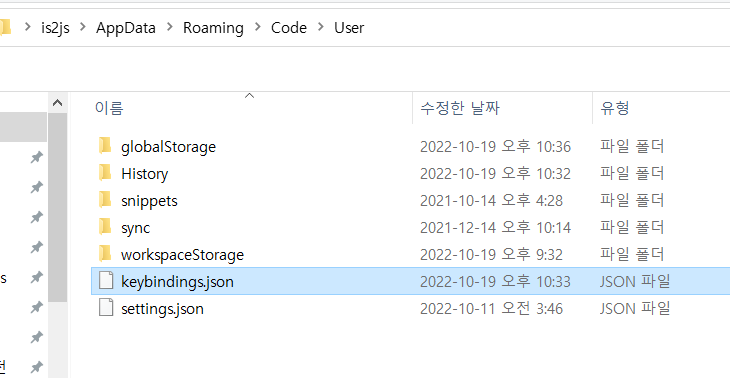 is2js > AppData > Roaming > Code > User
이름 수정한 날짜 유형
globalStorage 2022-10-19 오후 10:36 파일 폴더
History 2022-10-19 오후 10:32 파일 폴더
snippets 2021-10-14 오후 4:28 파일 폴더
sync 2021-12-14 오후 10:14 파일 폴더
workspaceStorage 2022-10-19 오후 9:32 파일 폴더
s keybindings.json 2022-10-19 오후 10:33 JSON 파일
settings.json 2022-10-11 오전 3:46 JSON 파일